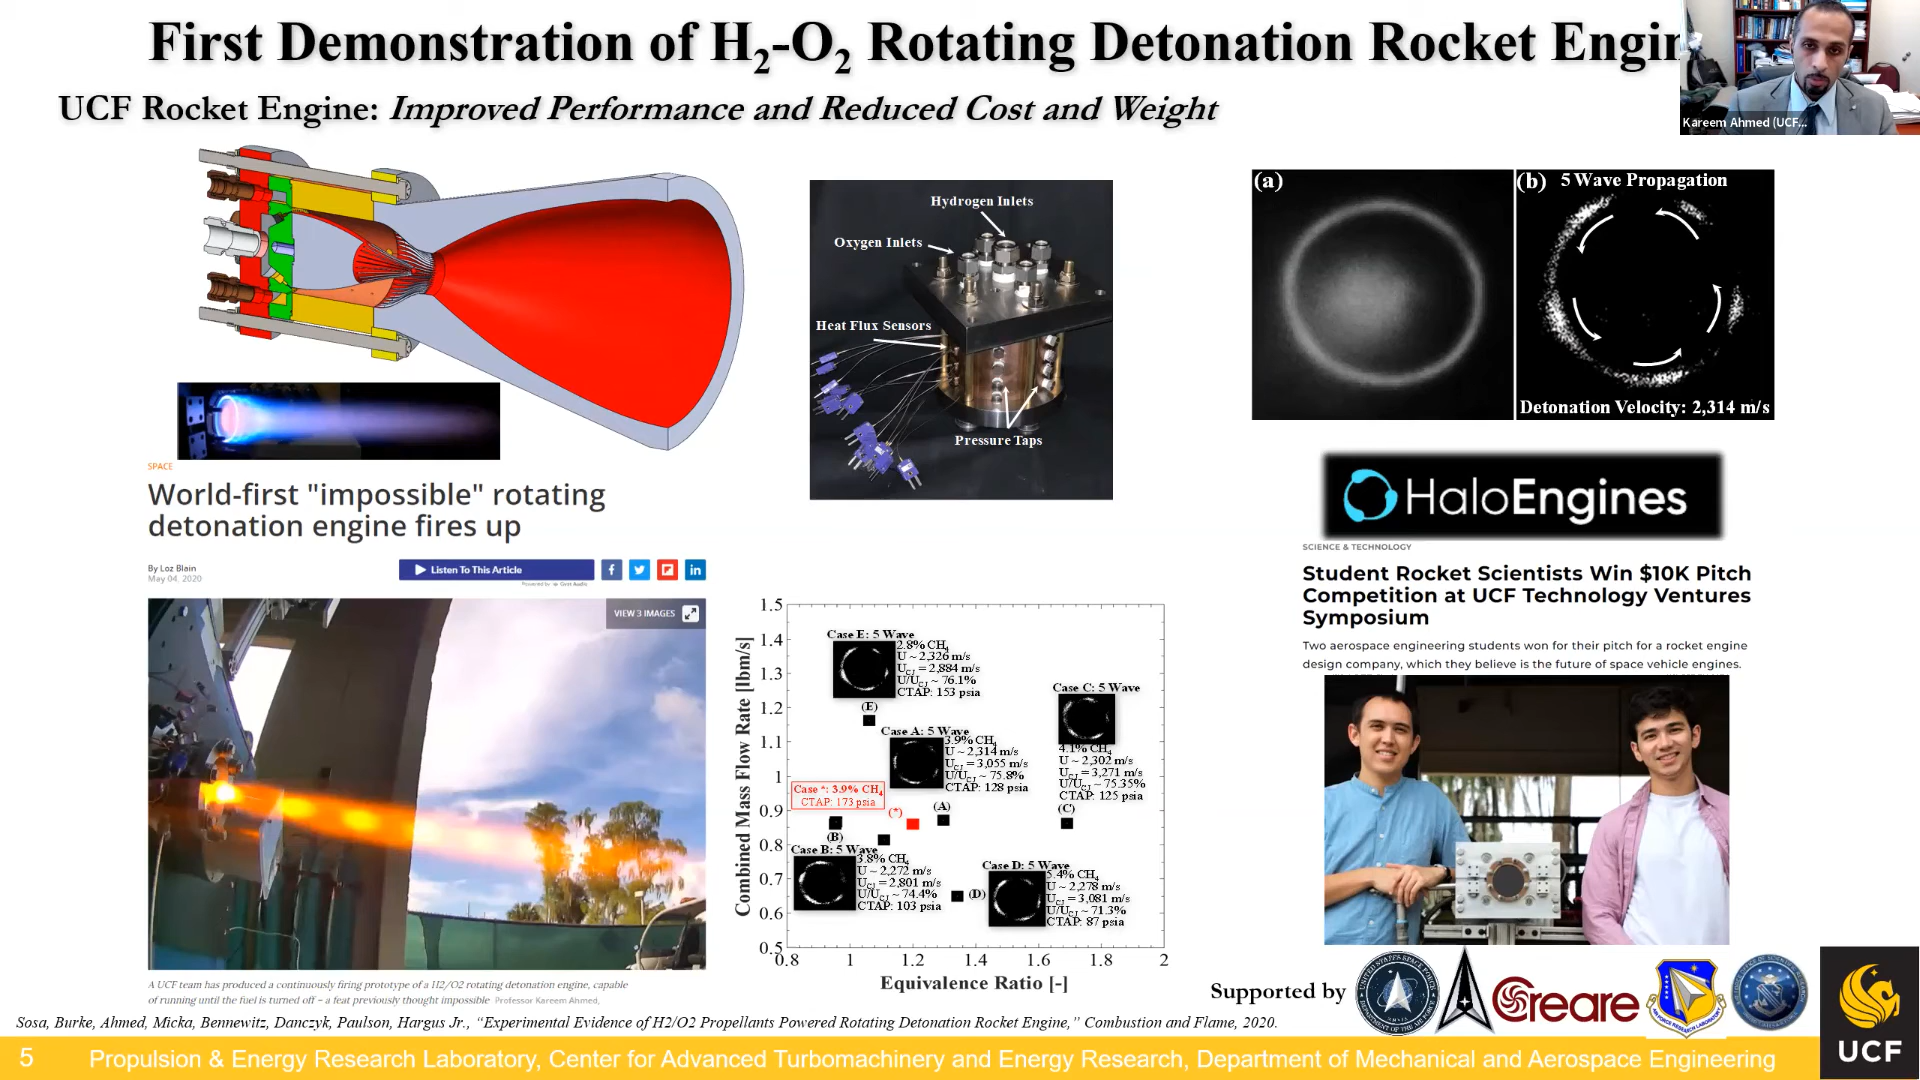 First Demonstration of H2-O2 Rotating Detonation Rocket Engin
UCF Rocket Engine: Improved Performance and Reduced Cost and Weight
Kareem Ahmed (UCF...
Hydrogen Inlets
Oxygen Inlets
Heat Flux Sensors
Pressure Taps
(a)
(b) 5 Wave Propagation
Detonation Velocity: 2,314 m/s
SPACE
World-first "impossible" rotating
detonation engine fires up
By Loz Blain
May 04, 2020
Listen To This Article
VIEW 3 IMAGES
A UCF team has produced a continuously firing prototype of a H2/O2 rotating detonation engine, capable
of running until the fuel is turned off – a feat previously thought impossible Professor Kareem Ahmed,
HaloEngines
SCIENCE & TECHNOLOGY
Student Rocket Scientists Win $10K Pitch
Competition at UCF Technology Ventures
Symposium
Two aerospace engineering students won for their pitch for a rocket engine
design company, which they believe is the future of space vehicle engines.
Combined Mass Flow Rate [lbm/s]
1.5
1.4
1.3
1.2
1.1
1
0.9
0.8
0.7
0.6
0.5
0.8
1
1.2
1.4
1.6
1.8
2
Equivalence Ratio [-]
Case E: 5 Wave
2.8% CH4
U ~ 2,326 m/s
UCJ = 2,884 m/s
U/UCJ ~ 76.1%
CTAP: 153 psia
(E)
Case A: 5 Wave
3.9% CH4
U ~ 2,314 m/s
UCJ = 3,055 m/s
U/UCJ ~ 75.8%
CTAP: 128 psia
(A)
Case C: 5 Wave
4.1% CH4
U ~ 2,302 m/s
UCJ = 3,271 m/s
U/UCJ ~ 75.35%
CTAP: 125 psia
(C)
Case *: 3.9% CH4
CTAP: 173 psia
(*)
(B)
Case B: 5 Wave
3.8% CH4
U ~ 2,272 m/s
UCJ = 2,801 m/s
U/UCJ ~ 74.4%
CTAP: 103 psia
Case D: 5 Wave
5.4% CH4
U ~ 2,278 m/s
UCJ = 3,081 m/s
U/UCJ ~ 71.3%
CTAP: 87 psia
(D)
Supported by
Creare
Sosa, Burke, Ahmed, Micka, Bennewitz, Danczyk, Paulson, Hargus Jr., “Experimental Evidence of H2/O2 Propellants Powered Rotating Detonation Rocket Engine,” Combustion and Flame, 2020.
5
Propulsion & Energy Research Laboratory, Center for Advanced Turbomachinery and Energy Research, Department of Mechanical and Aerospace Engineering
UCF